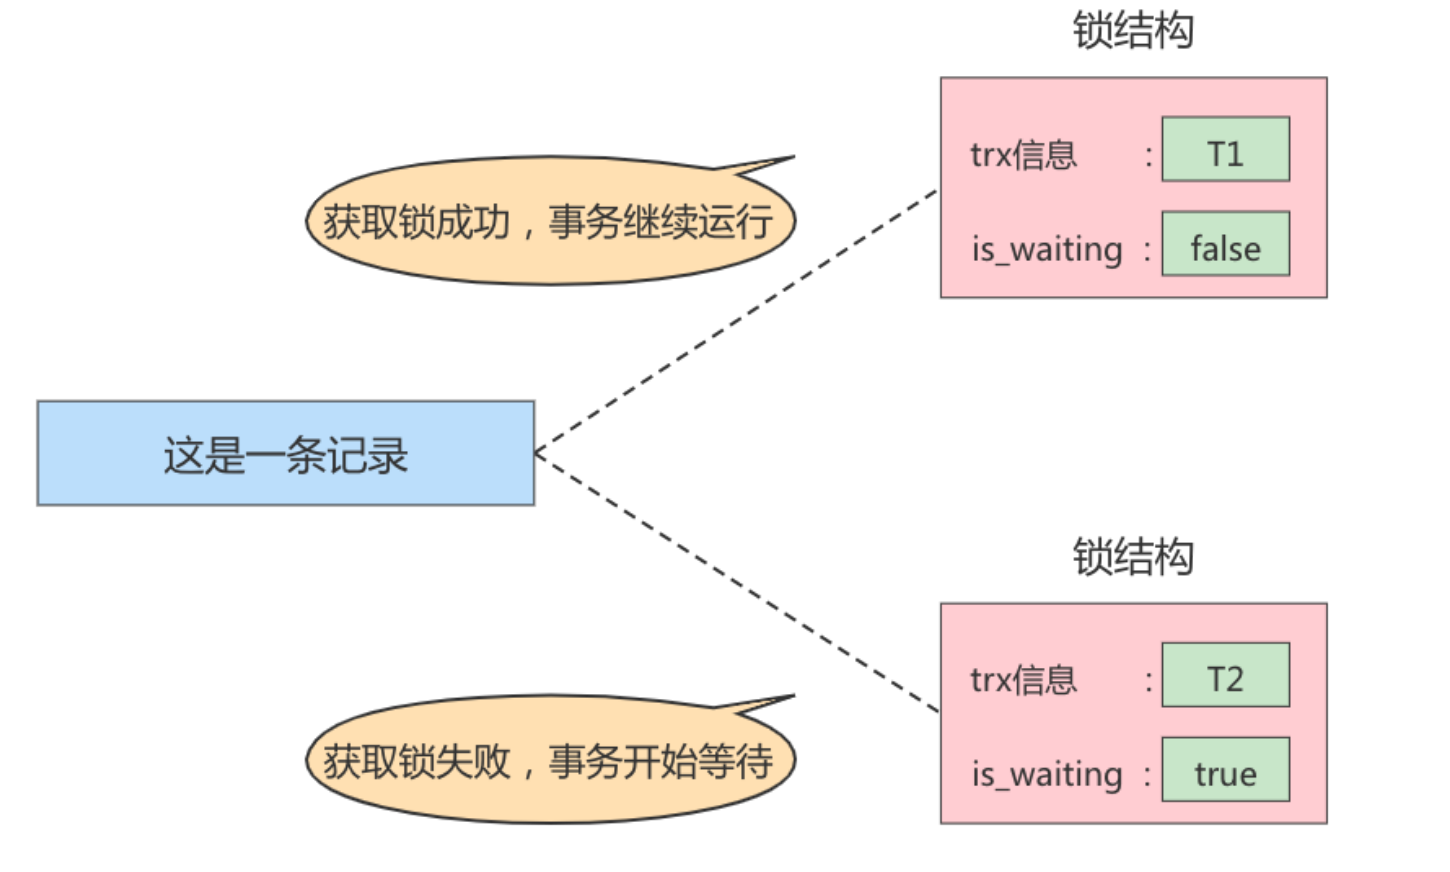 锁结构
trx信息 : T1
is_waiting : false
获取锁成功，事务继续运行
这是一条记录
锁结构
trx信息 : T2
is_waiting : true
获取锁失败，事务开始等待